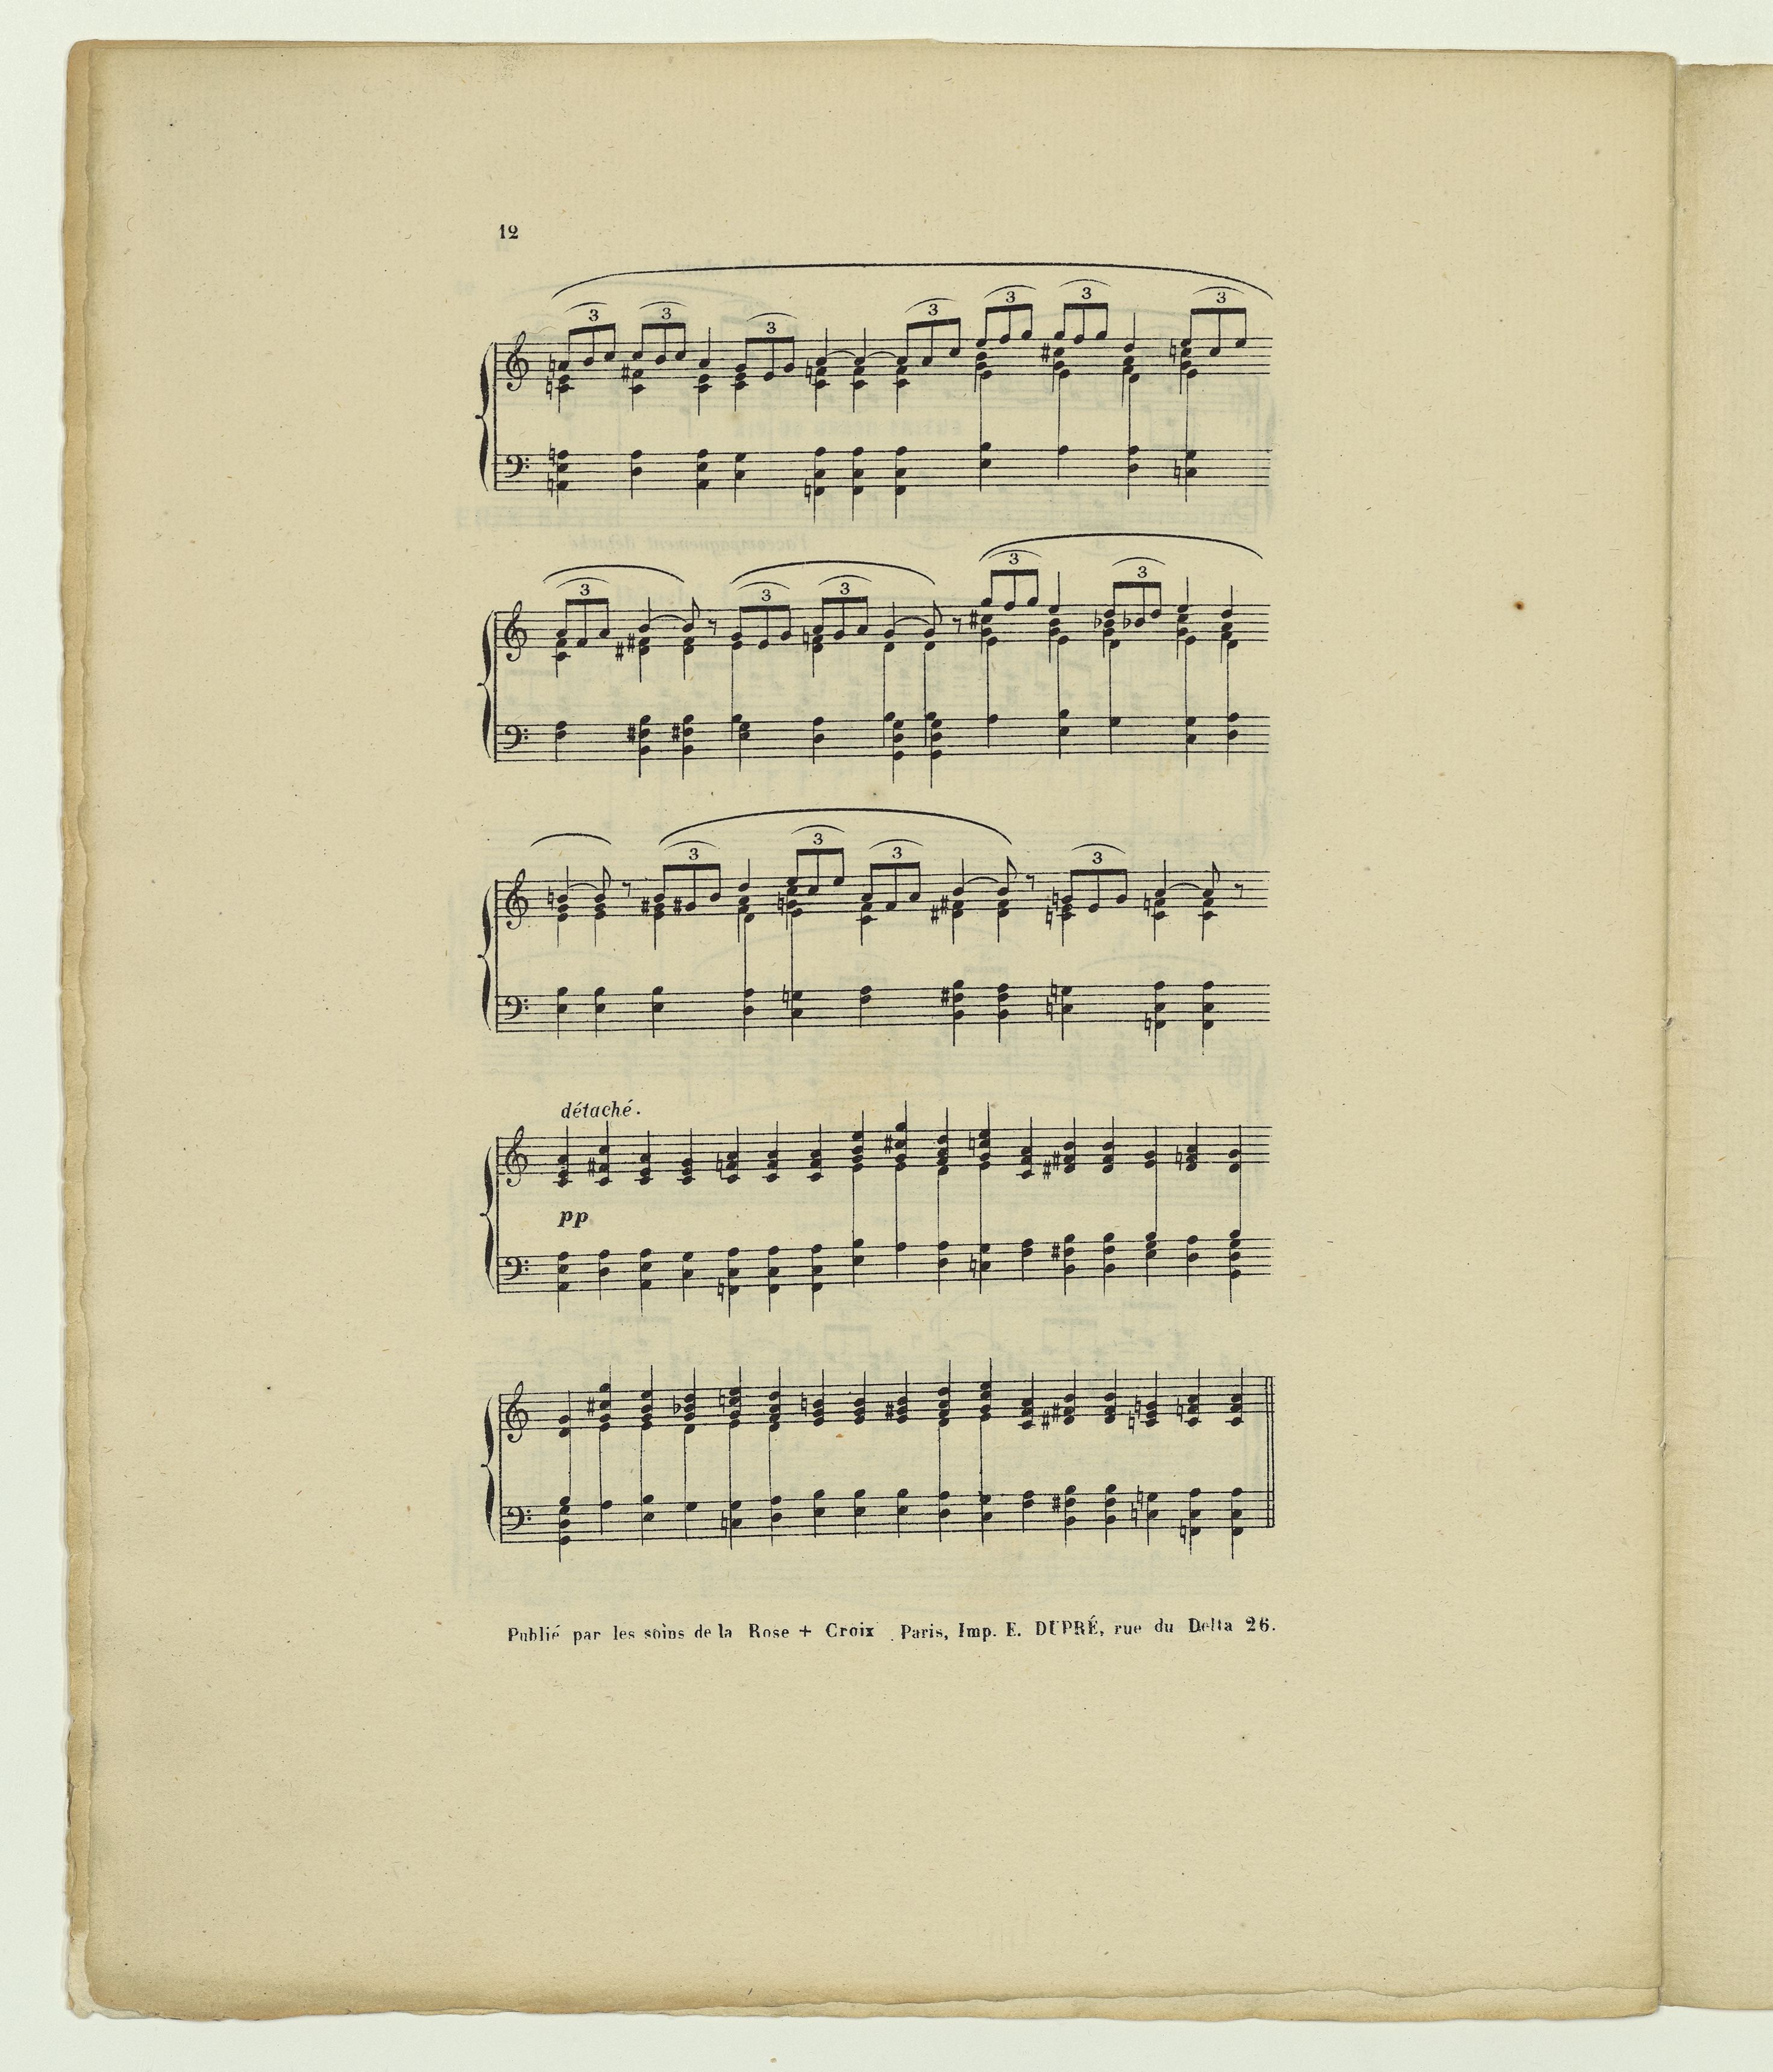 12
3 3 3 3 3 3 3
3 3 3 3 3
3 3 3 3
détaché.
pp
Publié par les soins de la Rose + Croix . Paris, Imp. E. DUPRÉ, rue du Delta 26.